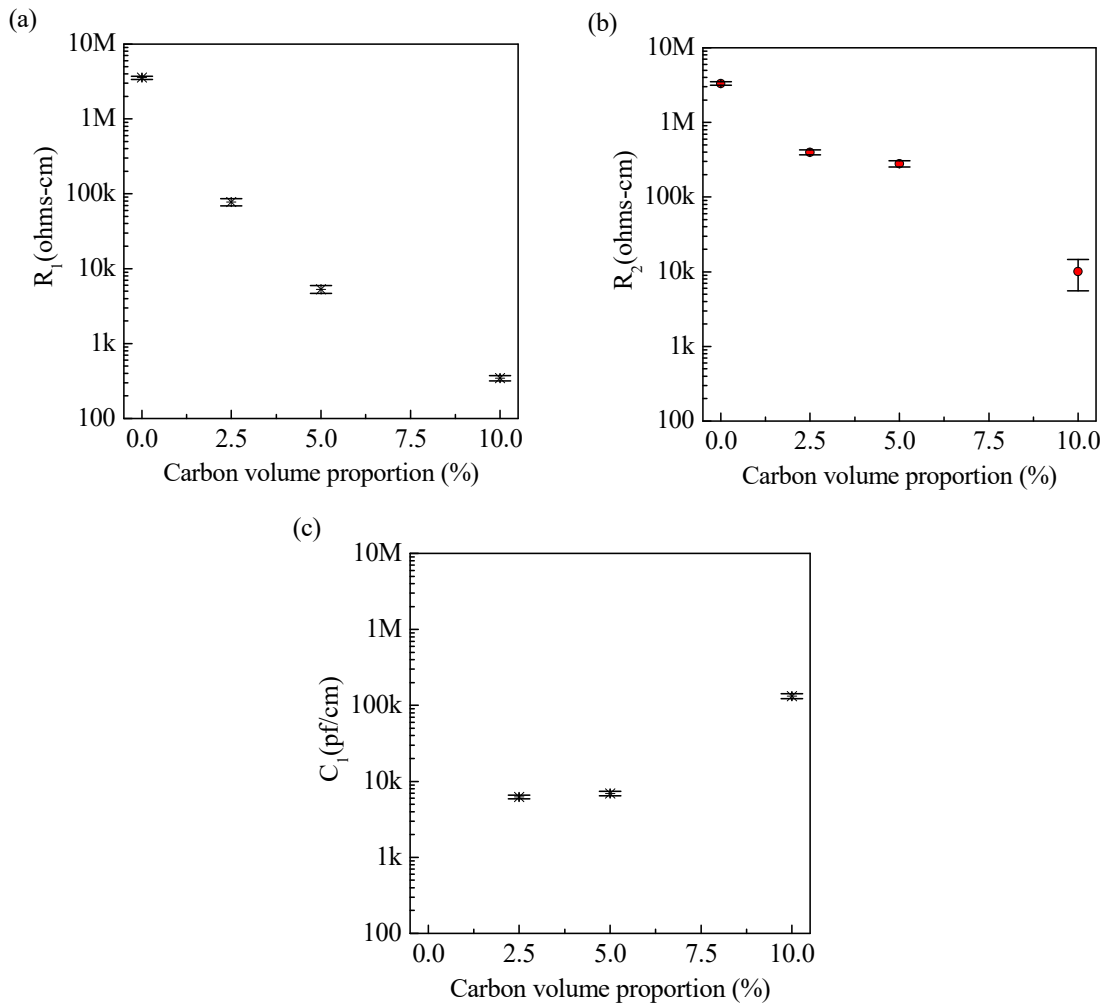 (a)
10M
1M
100k
10k
1k
100
R₁(ohms-cm)
0.0 2.5 5.0 7.5 10.0
Carbon volume proportion (%)
(b)
10M
1M
100k
10k
1k
100
R₂(ohms-cm)
0.0 2.5 5.0 7.5 10.0
Carbon volume proportion (%)
(c)
10M
1M
100k
10k
1k
100
C₁(pf/cm)
0.0 2.5 5.0 7.5 10.0
Carbon volume proportion (%)